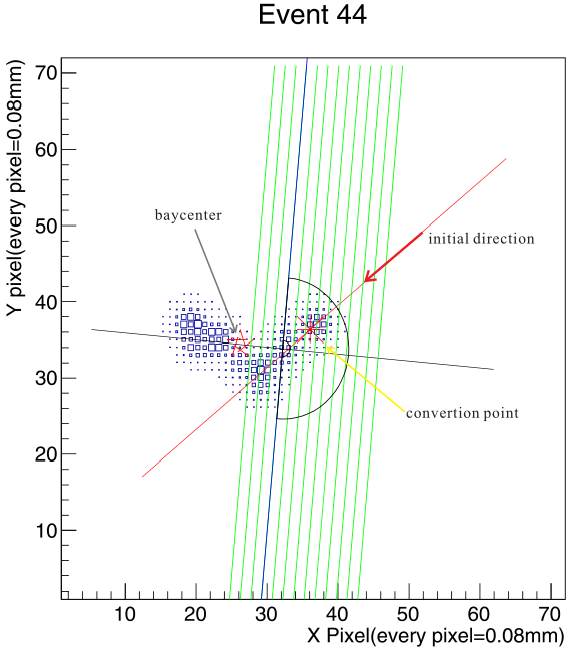 Event 44
Y pixel(every pixel=0.08mm)
70
60
50
40
30
20
10
baycenter
initial direction
convertion point
10 20 30 40 50 60 70
X Pixel(every pixel=0.08mm)